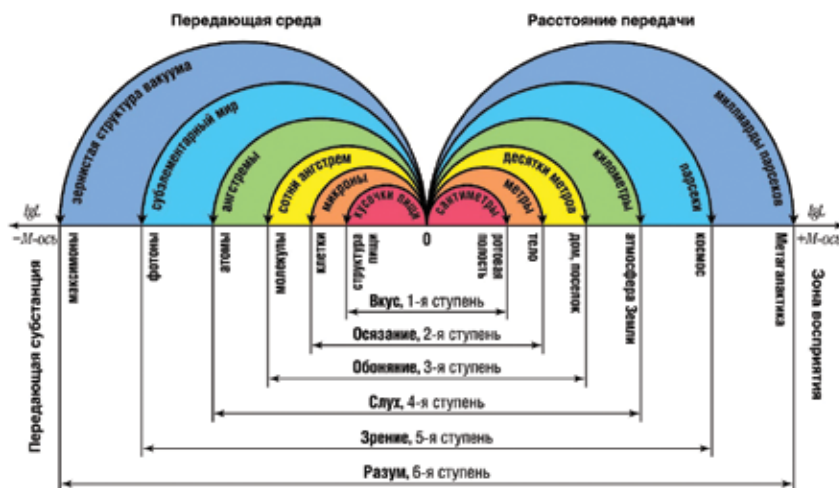 Передающая среда
Расстояние передачи
зернистая структура вакуума
субэлементарный мир
ангстремы
сотни ангстрем
микроны
кусочки пищи
сантиметры
метры
десятки метров
километры
парсеки
миллиарды парсеков
lgL
−М-ось
0
lgL
+М-ось
Передающая субстанция
максимоны
фотоны
атомы
молекулы
клетки
структура
пищи
ротовая
полость
тело
дом, поселок
атмосфера Земли
космос
Метагалактика
Зона восприятия
Вкус, 1-я ступень
Осязание, 2-я ступень
Обоняние, 3-я ступень
Слух, 4-я ступень
Зрение, 5-я ступень
Разум, 6-я ступень